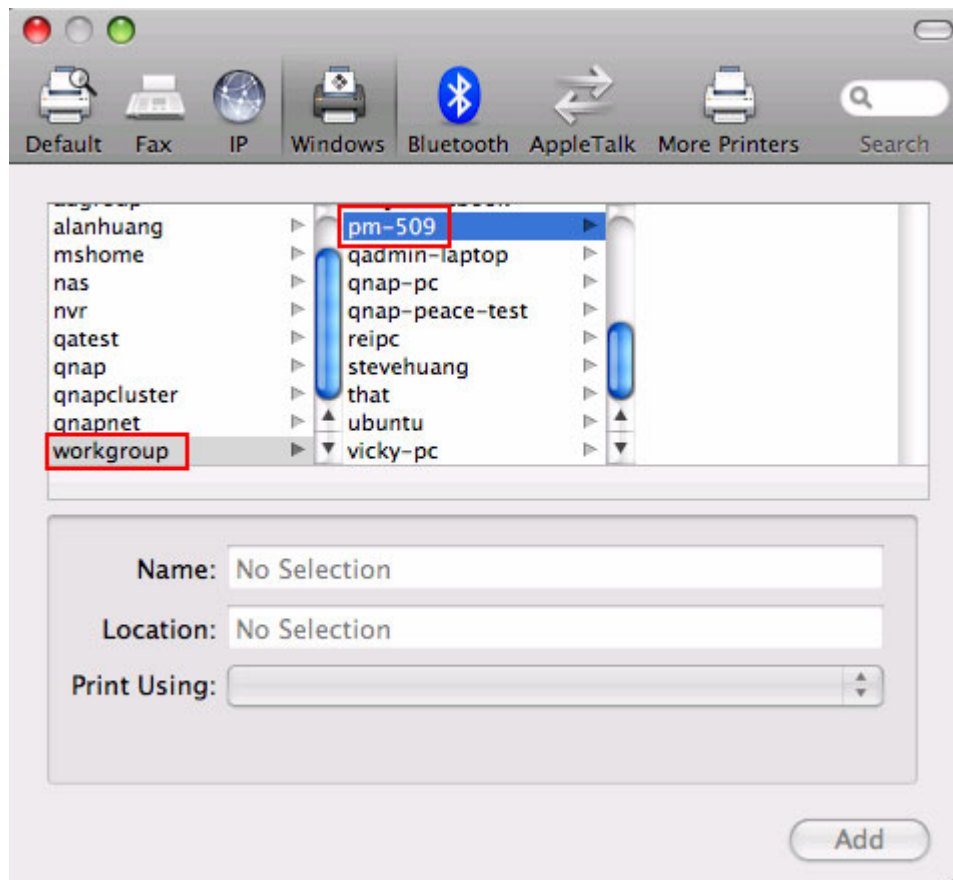 Default Fax IP Windows Bluetooth AppleTalk More Printers Search
alanhuang
mshome
nas
nvr
qatest
qnap
qnapcluster
qnapnet
workgroup
pm-509
qadmin-laptop
qnap-pc
qnap-peace-test
reipc
stevehuang
that
ubuntu
vicky-pc
Name: No Selection
Location: No Selection
Print Using:
Add